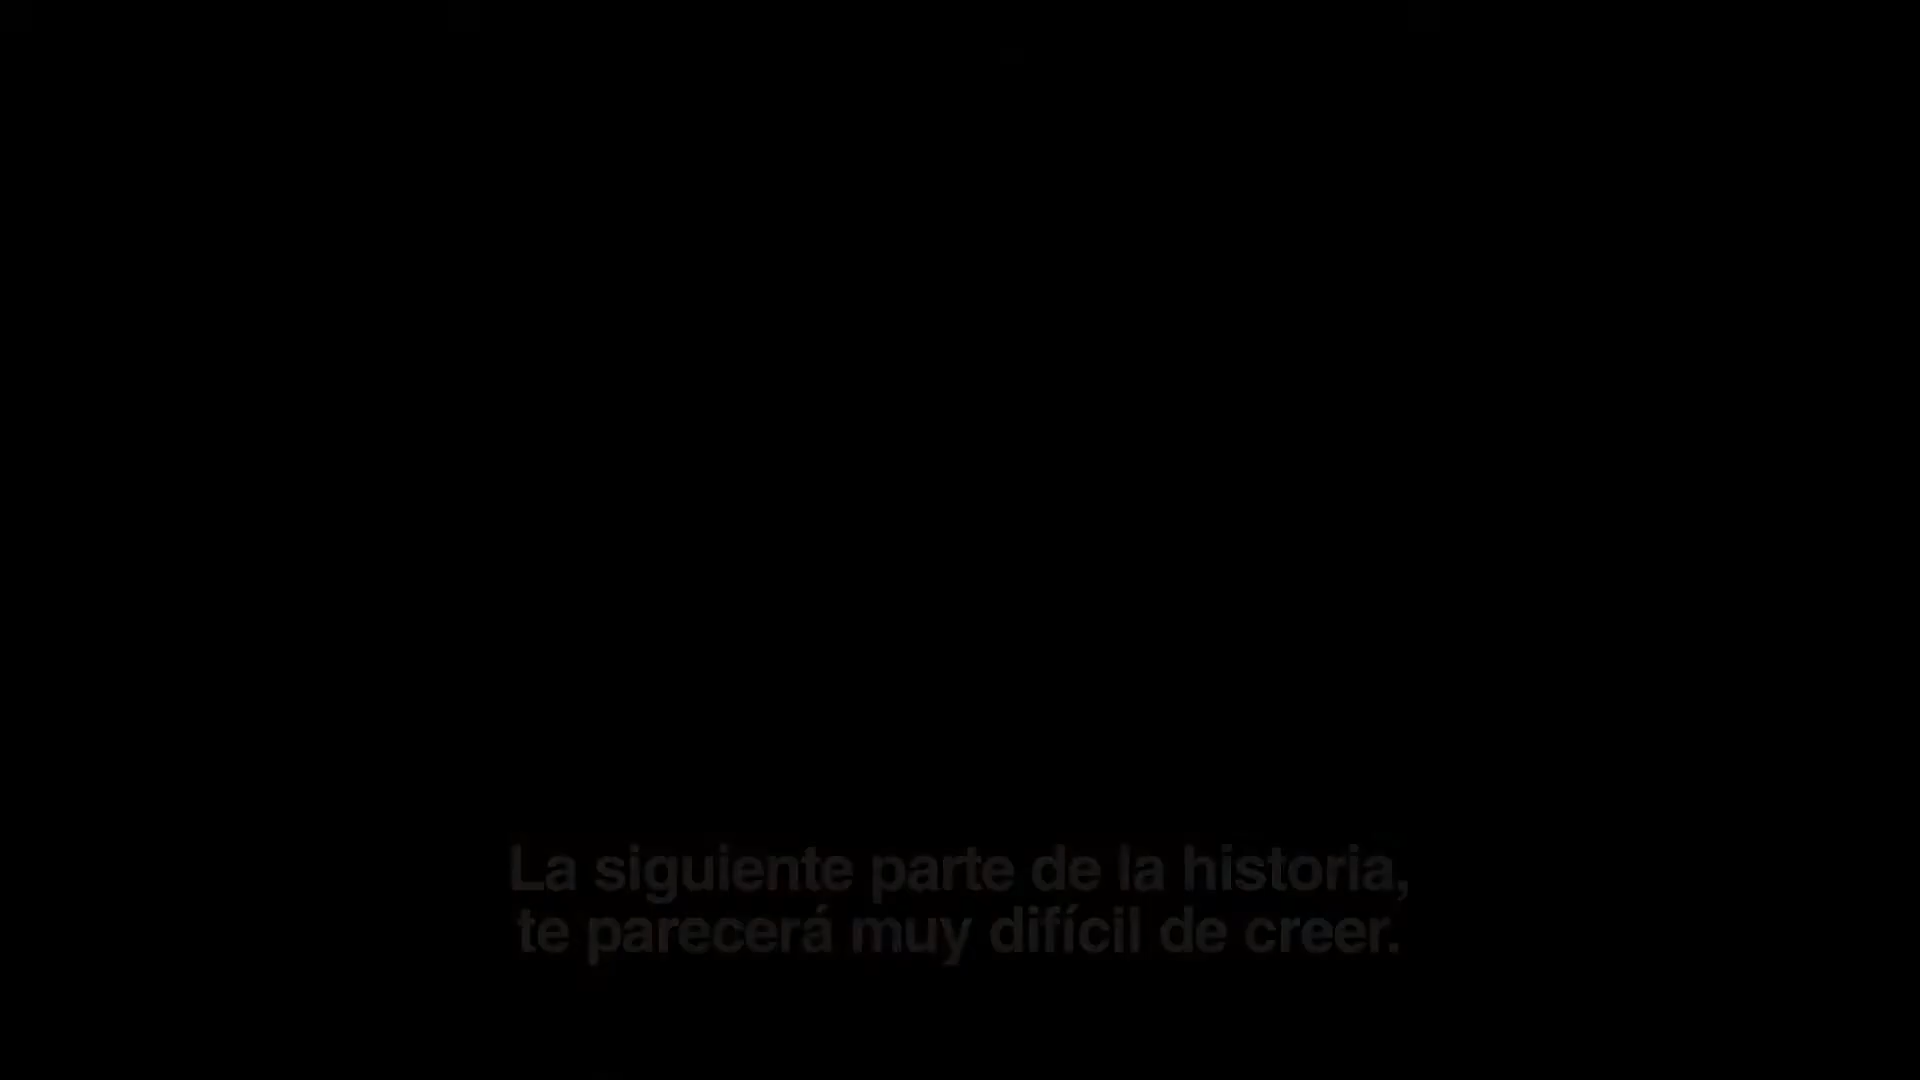 La siguiente parte de la historia,
te parecerá muy difícil de creer.